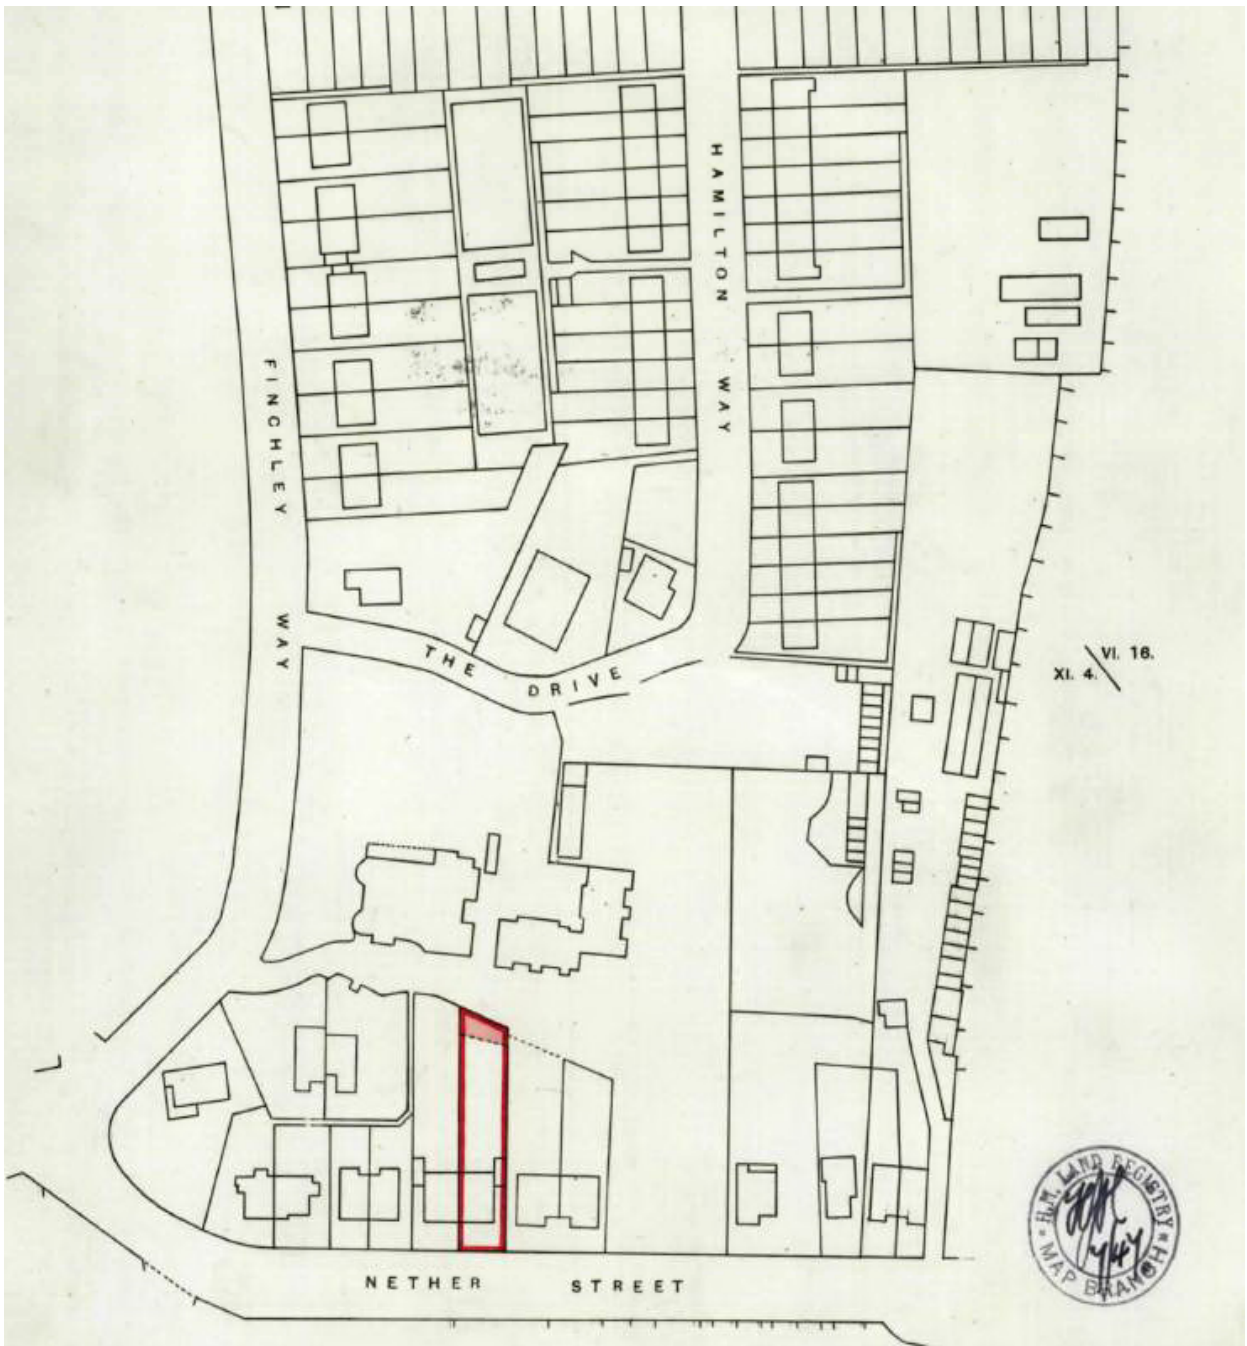 HAMILTON WAY
FINCHLEY WAY
THE DRIVE
VI. 16.
XI. 4.
NETHER STREET
H.M. LAND REGISTRY
MAP BRANCH